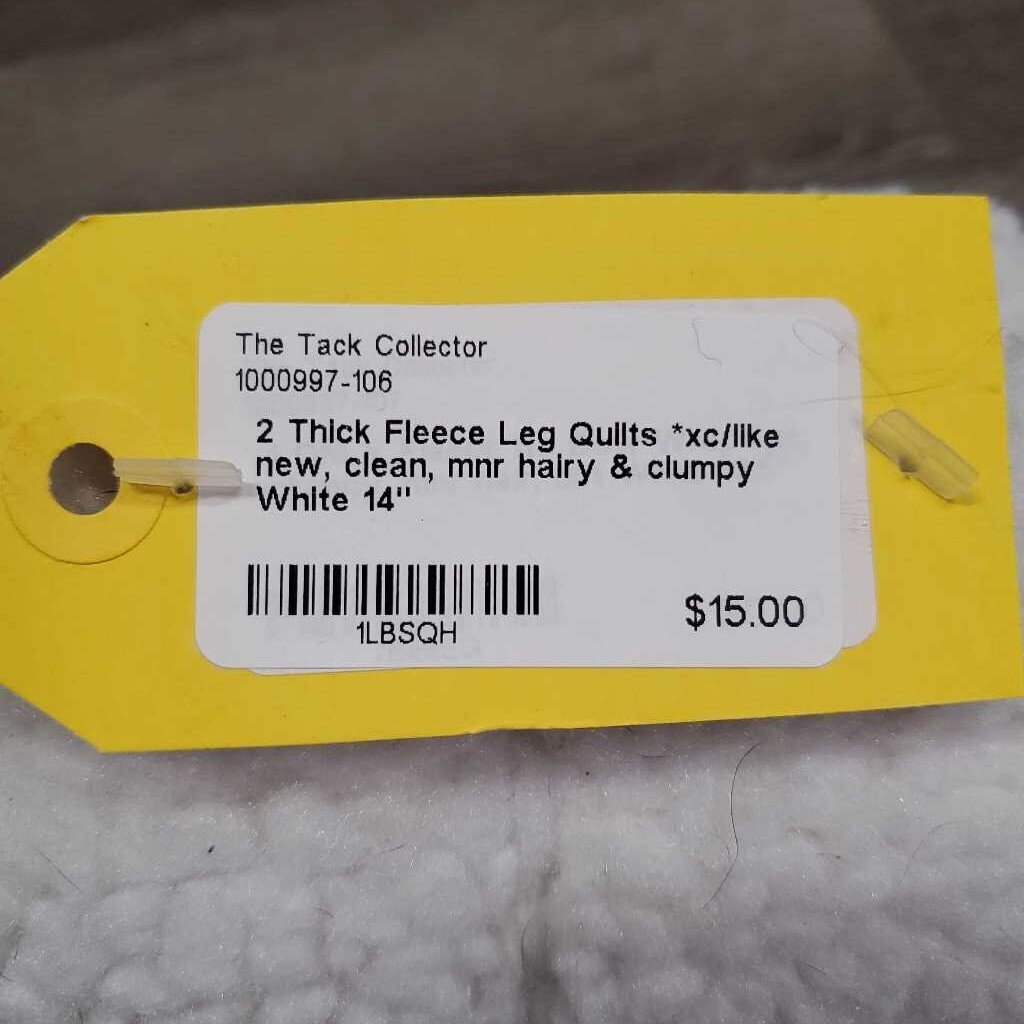 The Tack Collector
1000997-106
2 Thick Fleece Leg Quilts *xc/like
new, clean, mnr hairy & clumpy
White 14"
1LBSQH
$15.00